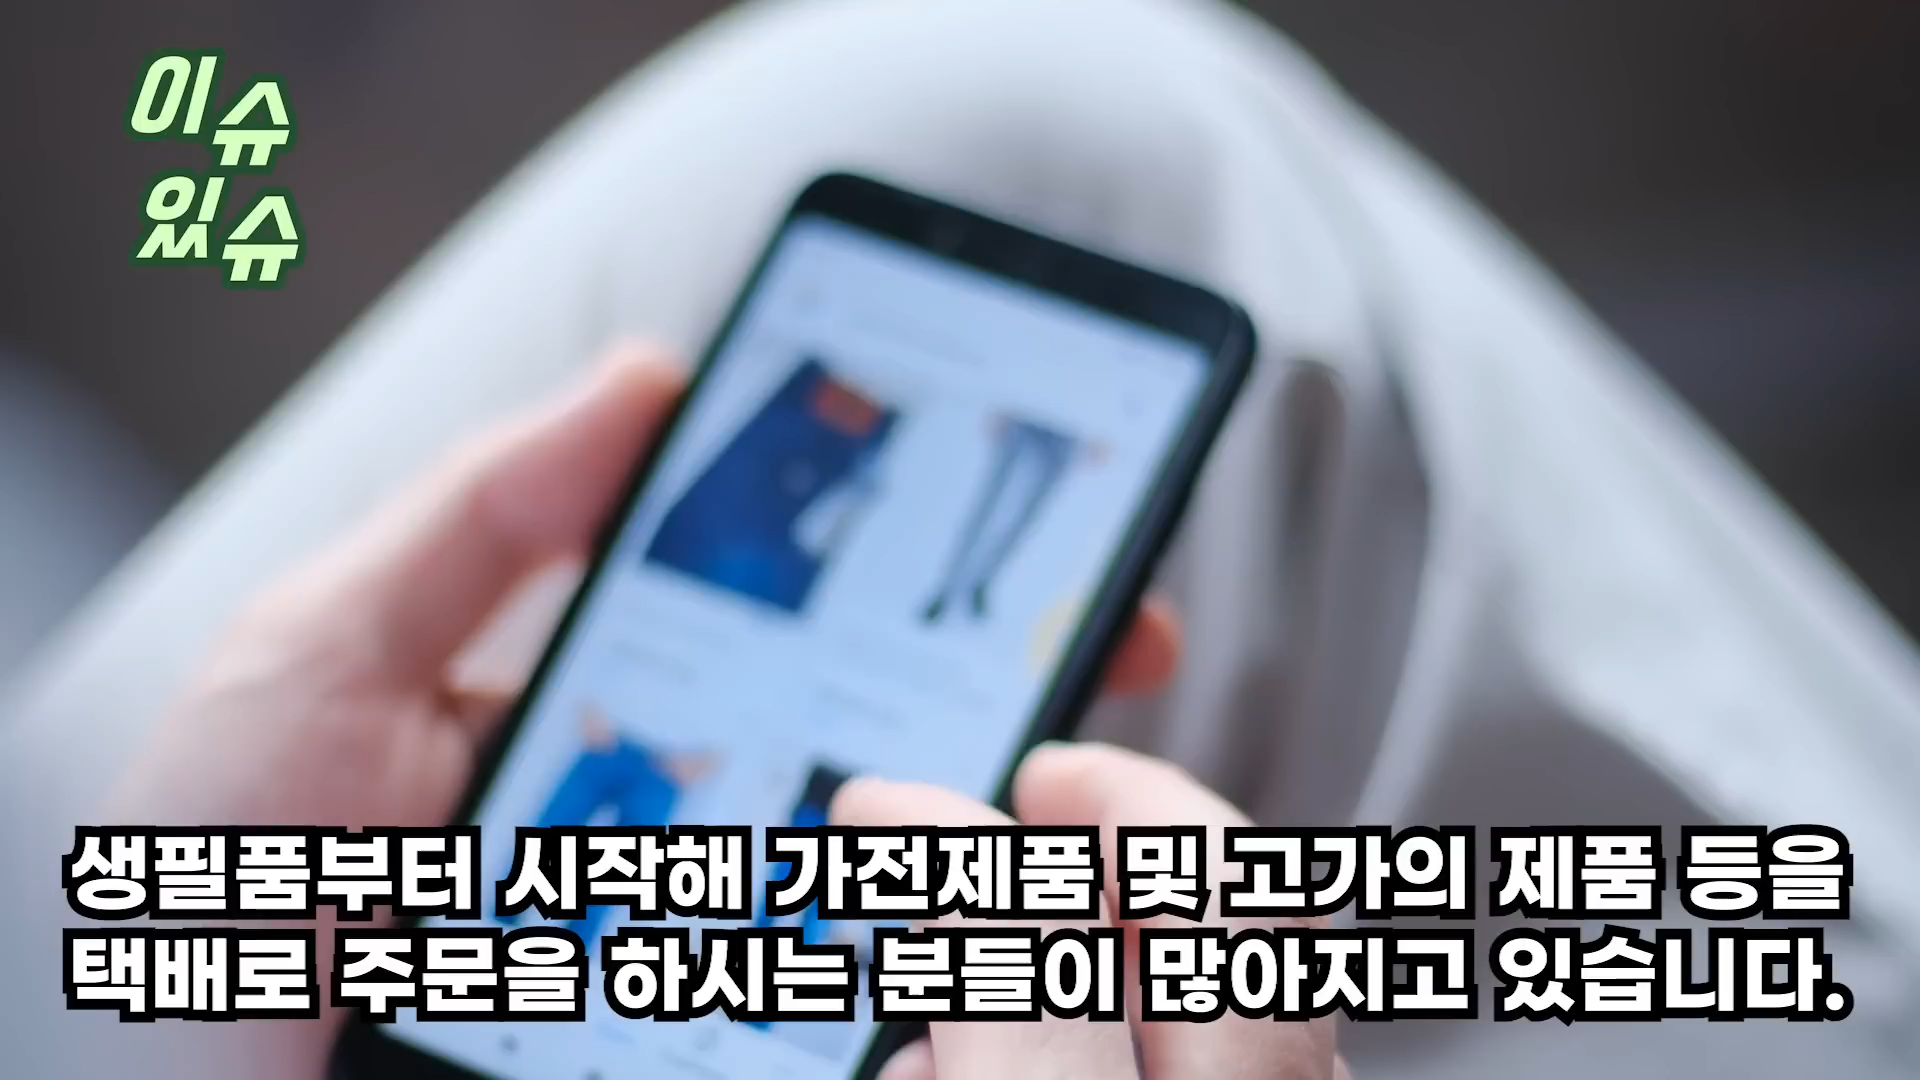 이슈
있슈
생필품부터 시작해 가전제품 및 고가의 제품 등을
택배로 주문을 하시는 분들이 많아지고 있습니다.